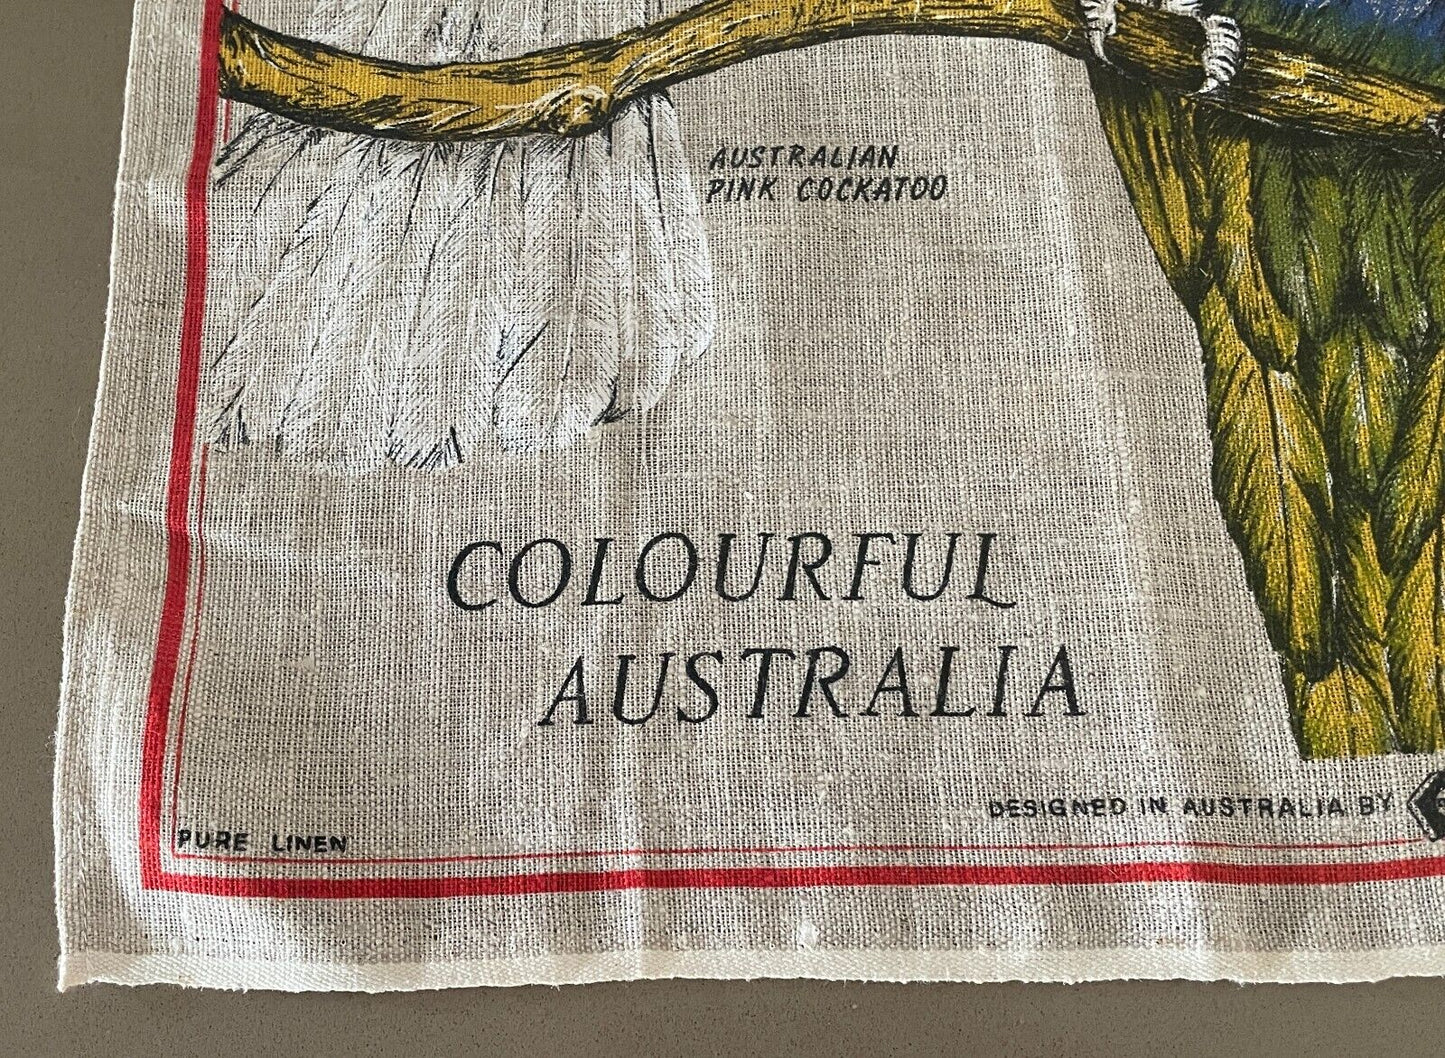 AUSTRALIAN
PINK COCKATOO
COLOURFUL
AUSTRALIA
DESIGNED IN AUSTRALIA BY
PURE LINEN